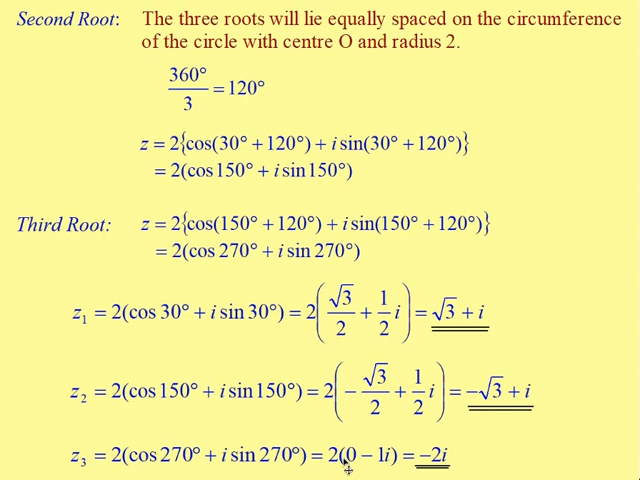 Second Root: The three roots will lie equally spaced on the circumference
of the circle with centre O and radius 2.
360°/3 = 120°
z = 2{cos(30° + 120°) + i sin(30° + 120°)}
= 2(cos 150° + i sin 150°)
Third Root: z = 2{cos(150° + 120°) + i sin(150° + 120°)}
= 2(cos 270° + i sin 270°)
z₁ = 2(cos 30° + i sin 30°) = 2(√3/2 + 1/2 i) = √3 + i
z₂ = 2(cos 150° + i sin 150°) = 2(−√3/2 + 1/2 i) = −√3 + i
z₃ = 2(cos 270° + i sin 270°) = 2(0 − 1i) = −2i